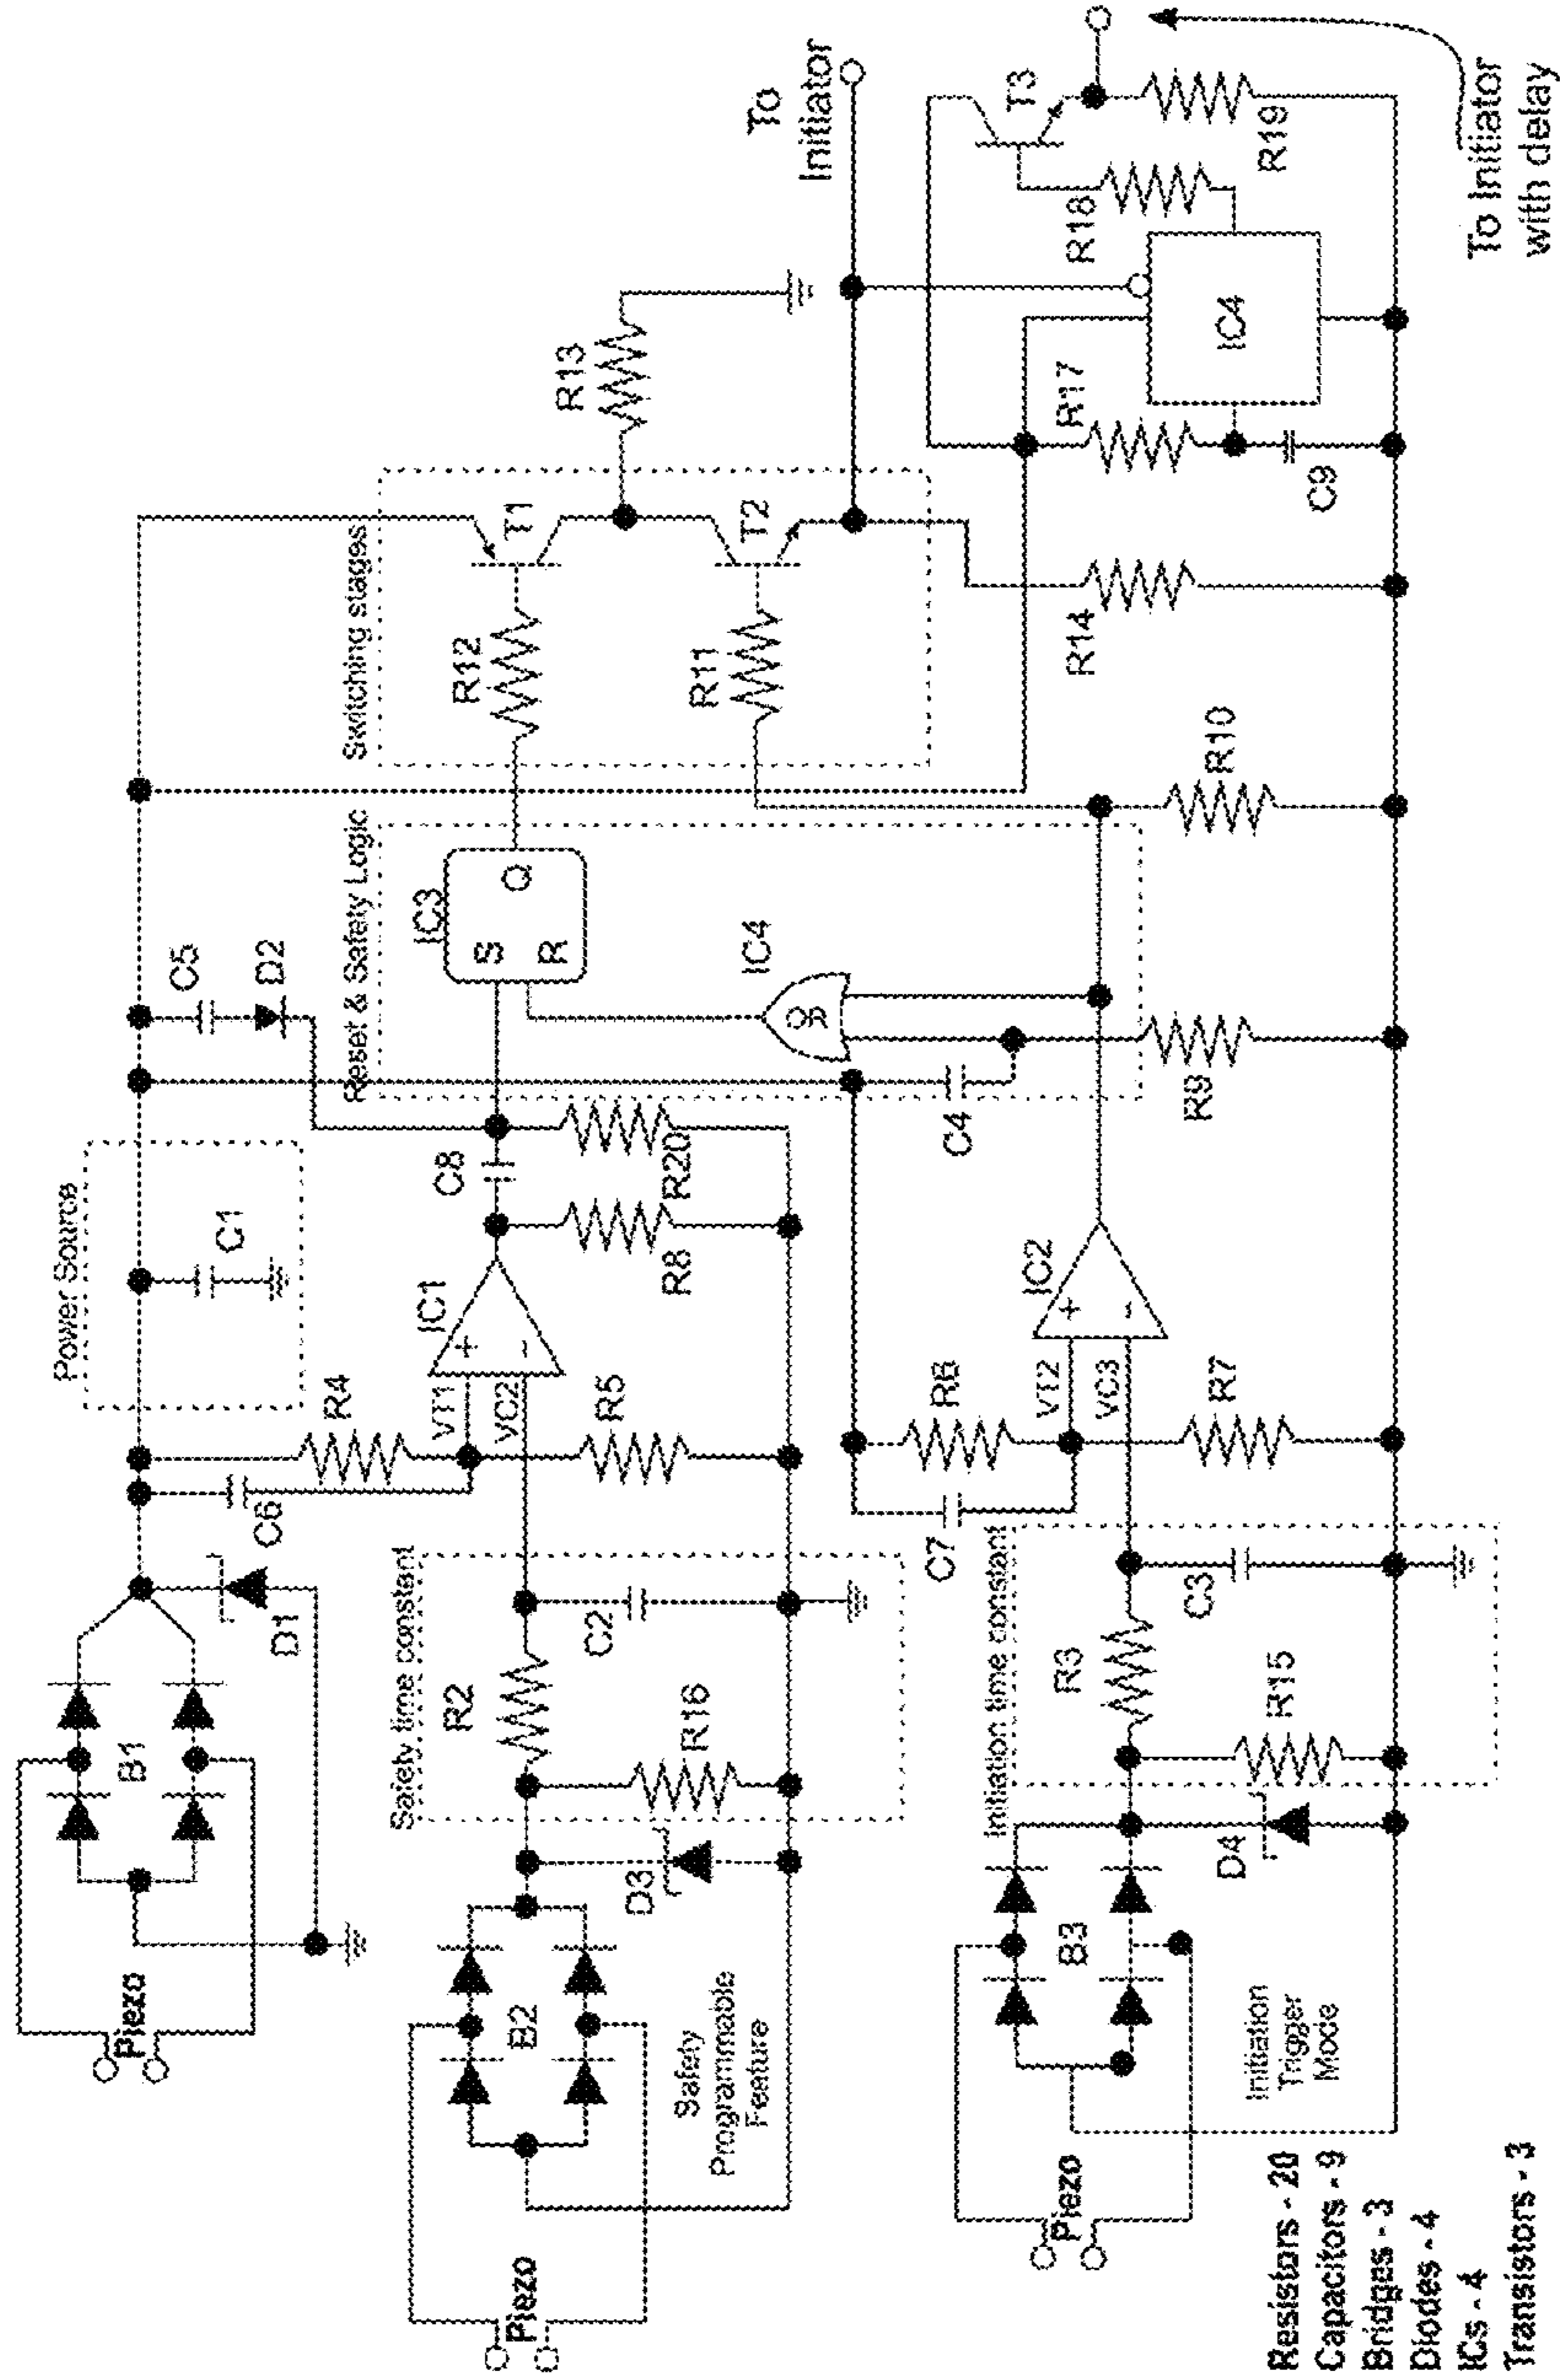 Piezo
B1
D1
C6
R4
Power Source
C1
C5
D2
Piezo
B2
Safety
Programmable
Feature
D3
Safety time constant
R2
R16
C2
VT1
VC2
R5
IC1
+
-
C8
R8
R20
Reset & Safety Logic
IC3
S
R
Q
IC4
OR
Switching stages
R12
T1
R11
T2
R13
To
Initiator
Piezo
B3
Initiation
Trigger
Mode
D4
Initiation time constant
R3
R15
C3
C7
R6
VT2
VC3
R7
IC2
+
-
C4
R9
R10
R14
R17
C9
IC4
R18
T3
R19
To Initiator
with delay
Resistors - 20
Capacitors - 9
Bridges - 3
Diodes - 4
ICs - 4
Transistors - 3